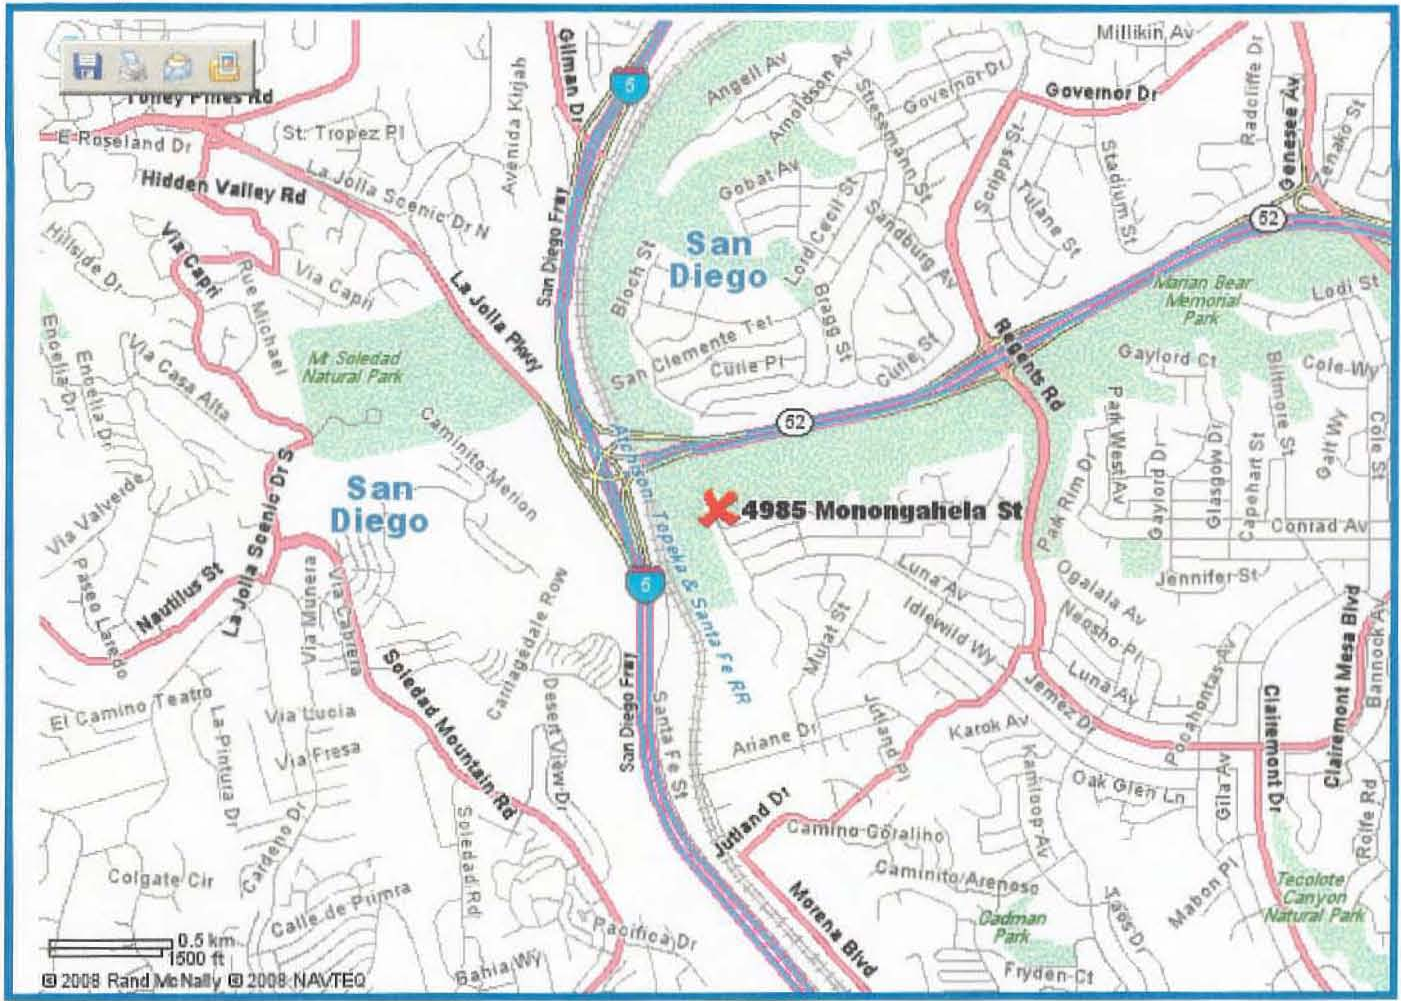 Gilman Dr
5
Angell Av
Arnoldson Av
Stresemann St
Governor Dr
Millikin Av
Governor Dr
Radcliffe Dr
Genesee Av
Torrey Pines Rd
E Roseland Dr
St. Tropez Pl
Avenida Kirjah
La Jolla Scenic Dr N
Hidden Valley Rd
Gobat Av
Scripps St
Stadium St
Tulane St
52
San Diego Frwy
San
Diego
Lord Cecil St
Sandburg Av
Hillside Dr
Via Capri
Rue Michael
Via Capri
La Jolla Pkwy
Bloch St
Bragg St
Marian Bear
Memorial
Park
Lodi St
Encelia Dr
Encelia Dr
Via Casa Alta
Mt Soledad
Natural Park
San Clemente Ter
Curie Pl
Curie St
Regents Rd
Gaylord Ct
Biltmore St
Cole Wy
Caminito Merion
52
Park West Av
Gaylord Dr
Glasgow Dr
Capehart St
Galt Wy
Cole St
La Jolla Scenic Dr S
San
Diego
Via Valverde
Atchison, Topeka & Santa Fe RR
4985 Monongahela St
Park Rim Dr
Conrad Av
Paseo Laredo
Nautilus St
Via Munera
Via Cabrera
5
Luna Av
Idlewild Wy
Ogalala Av
Neosho Pl
Jennifer St
Carriagedale Row
Murat St
Luna Av
Jemez Dr
Pocahontas Av
Clairemont Mesa Blvd
Bannock Av
El Camino Teatro
La Pintura Dr
Via Lucia
Via Fresa
Soledad Mountain Rd
Desert View Dr
San Diego Frwy
Santa Fe St
Ariane Dr
Jutland Pl
Karok Av
Kamloop Av
Oak Glen Ln
Gila Av
Clairemont Dr
Rolfe Rd
Cardeno Dr
Soledad Rd
Jutland Dr
Camino Coralino
Caminito Arenoso
Colgate Cir
Calle de Primra
Pacifica Dr
Bahia Wy
Morena Blvd
Cadman
Park
Taos Dr
Mabon Pl
Tecolote
Canyon
Natural Park
Fryden Ct
0.5 km
1500 ft
© 2008 Rand McNally © 2008 NAVTEQ